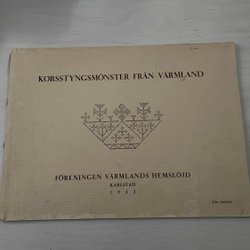 KORSSTYNGSMÖNSTER FRÅN VÄRMLAND
FÖRENINGEN VÄRMLANDS HEMSLÖJD
KARLSTAD